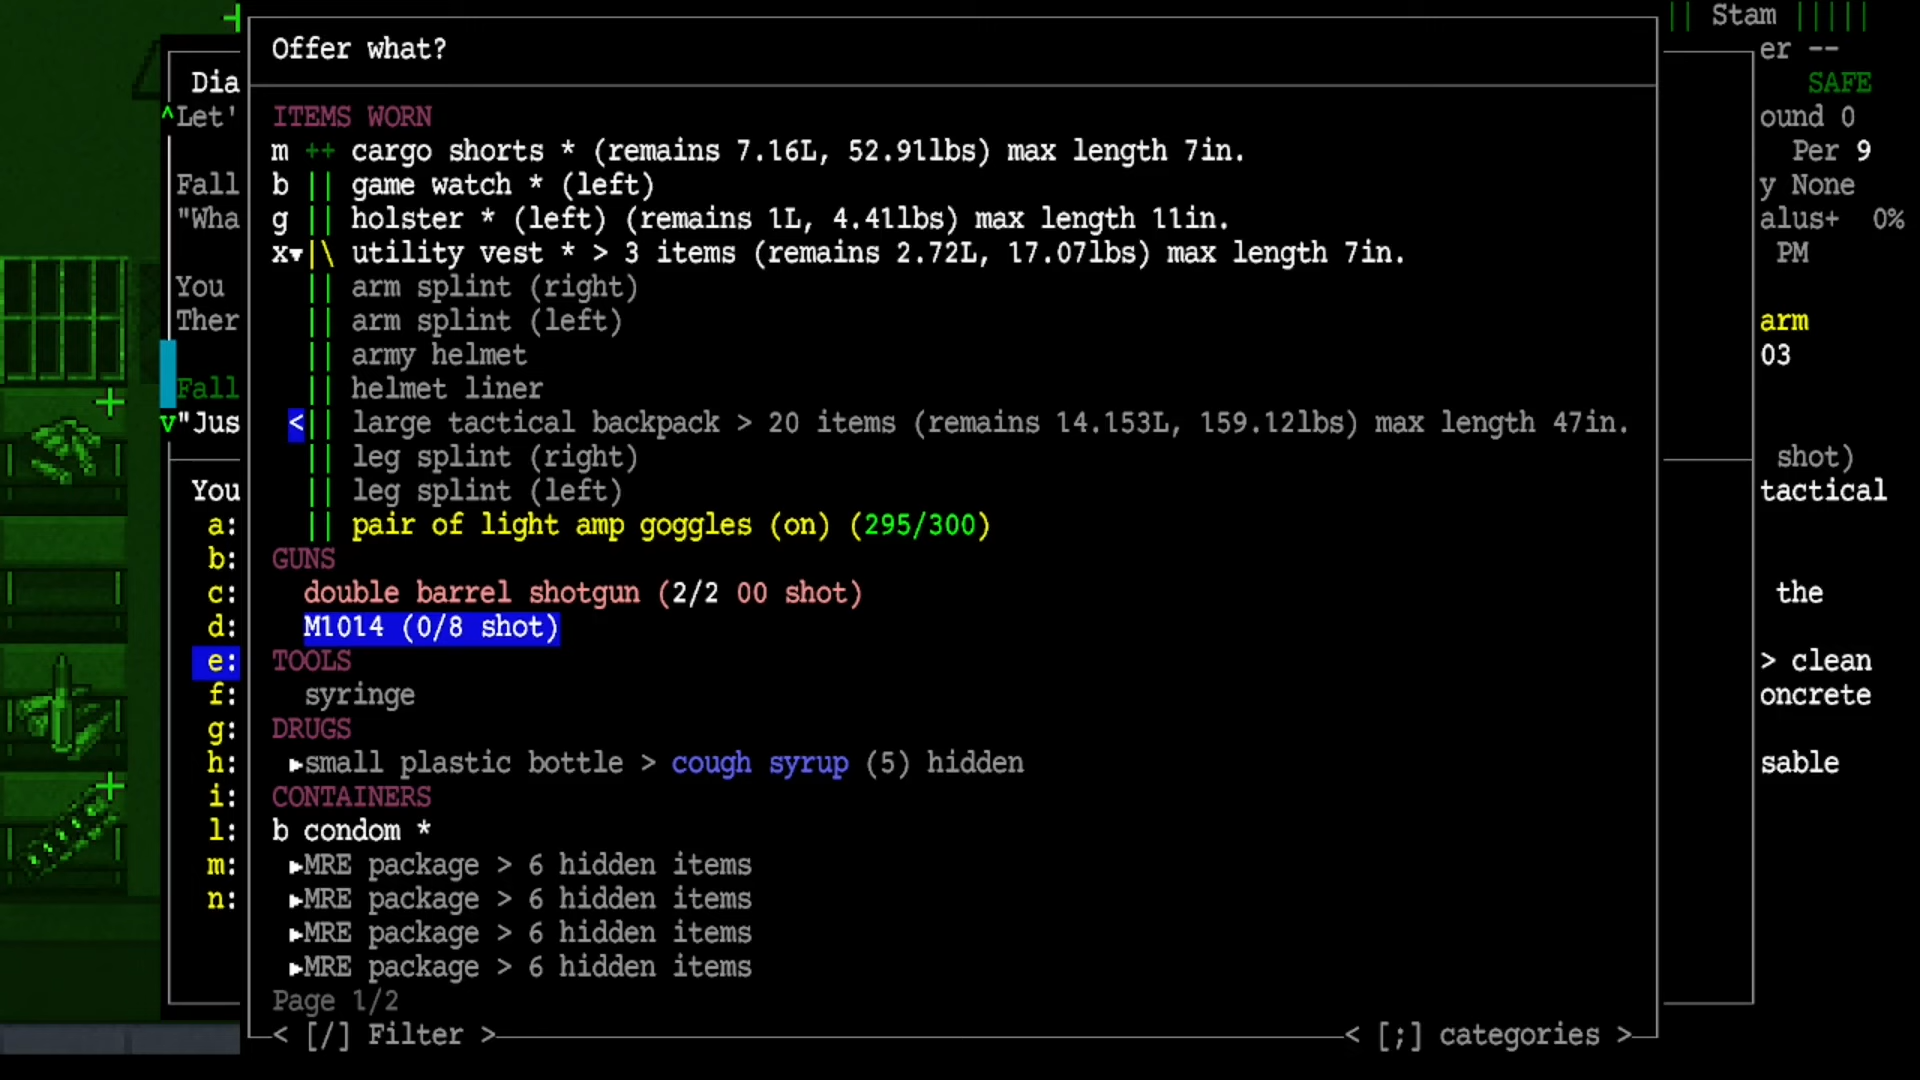 Offer what?
ITEMS WORN
m ++ cargo shorts * (remains 7.16L, 52.91lbs) max length 7in.
b || game watch * (left)
g || holster * (left) (remains 1L, 4.41lbs) max length 11in.
x▾|\ utility vest * > 3 items (remains 2.72L, 17.07lbs) max length 7in.
|| arm splint (right)
|| arm splint (left)
|| army helmet
|| helmet liner
<|| large tactical backpack > 20 items (remains 14.153L, 159.12lbs) max length 47in.
|| leg splint (right)
|| leg splint (left)
|| pair of light amp goggles (on) (295/300)
GUNS
double barrel shotgun (2/2 00 shot)
M1014 (0/8 shot)
TOOLS
syringe
DRUGS
▸small plastic bottle > cough syrup (5) hidden
CONTAINERS
b condom *
▸MRE package > 6 hidden items
▸MRE package > 6 hidden items
▸MRE package > 6 hidden items
▸MRE package > 6 hidden items
Page 1/2
< [/] Filter >
< [;] categories >
Dia
^Let'
Fall
"Wha
You
Ther
Fall
v"Jus
You
a:
b:
c:
d:
e:
f:
g:
h:
i:
l:
m:
n:
|| Stam |||||
er --
SAFE
ound 0
Per 9
y None
alus+ 0%
PM
arm
03
shot)
tactical
the
> clean
oncrete
sable